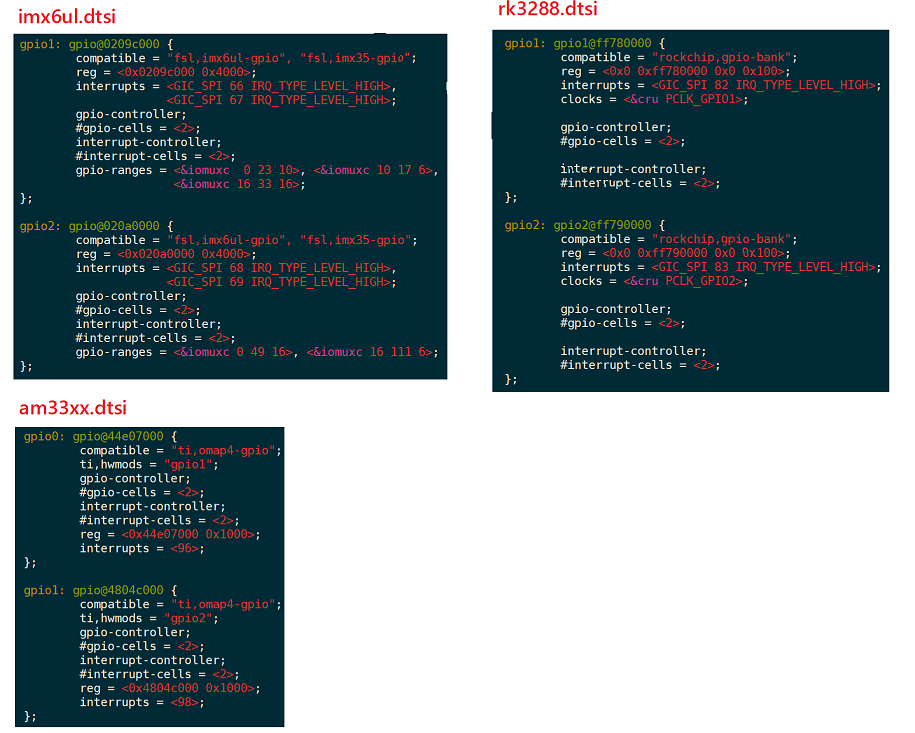 imx6ul.dtsi
gpio1: gpio@0209c000 {
compatible = "fsl,imx6ul-gpio", "fsl,imx35-gpio";
reg = <0x0209c000 0x4000>;
interrupts = <GIC_SPI 66 IRQ_TYPE_LEVEL_HIGH>,
<GIC_SPI 67 IRQ_TYPE_LEVEL_HIGH>;
gpio-controller;
#gpio-cells = <2>;
interrupt-controller;
#interrupt-cells = <2>;
gpio-ranges = <&iomuxc  0 23 10>, <&iomuxc 10 17 6>,
<&iomuxc 16 33 16>;
};
gpio2: gpio@020a0000 {
compatible = "fsl,imx6ul-gpio", "fsl,imx35-gpio";
reg = <0x020a0000 0x4000>;
interrupts = <GIC_SPI 68 IRQ_TYPE_LEVEL_HIGH>,
<GIC_SPI 69 IRQ_TYPE_LEVEL_HIGH>;
gpio-controller;
#gpio-cells = <2>;
interrupt-controller;
#interrupt-cells = <2>;
gpio-ranges = <&iomuxc 0 49 16>, <&iomuxc 16 111 6>;
};
rk3288.dtsi
gpio1: gpio1@ff780000 {
compatible = "rockchip,gpio-bank";
reg = <0x0 0xff780000 0x0 0x100>;
interrupts = <GIC_SPI 82 IRQ_TYPE_LEVEL_HIGH>;
clocks = <&cru PCLK_GPIO1>;
gpio-controller;
#gpio-cells = <2>;
interrupt-controller;
#interrupt-cells = <2>;
};
gpio2: gpio2@ff790000 {
compatible = "rockchip,gpio-bank";
reg = <0x0 0xff790000 0x0 0x100>;
interrupts = <GIC_SPI 83 IRQ_TYPE_LEVEL_HIGH>;
clocks = <&cru PCLK_GPIO2>;
gpio-controller;
#gpio-cells = <2>;
interrupt-controller;
#interrupt-cells = <2>;
};
am33xx.dtsi
gpio0: gpio@44e07000 {
compatible = "ti,omap4-gpio";
ti,hwmods = "gpio1";
gpio-controller;
#gpio-cells = <2>;
interrupt-controller;
#interrupt-cells = <2>;
reg = <0x44e07000 0x1000>;
interrupts = <96>;
};
gpio1: gpio@4804c000 {
compatible = "ti,omap4-gpio";
ti,hwmods = "gpio2";
gpio-controller;
#gpio-cells = <2>;
interrupt-controller;
#interrupt-cells = <2>;
reg = <0x4804c000 0x1000>;
interrupts = <98>;
};